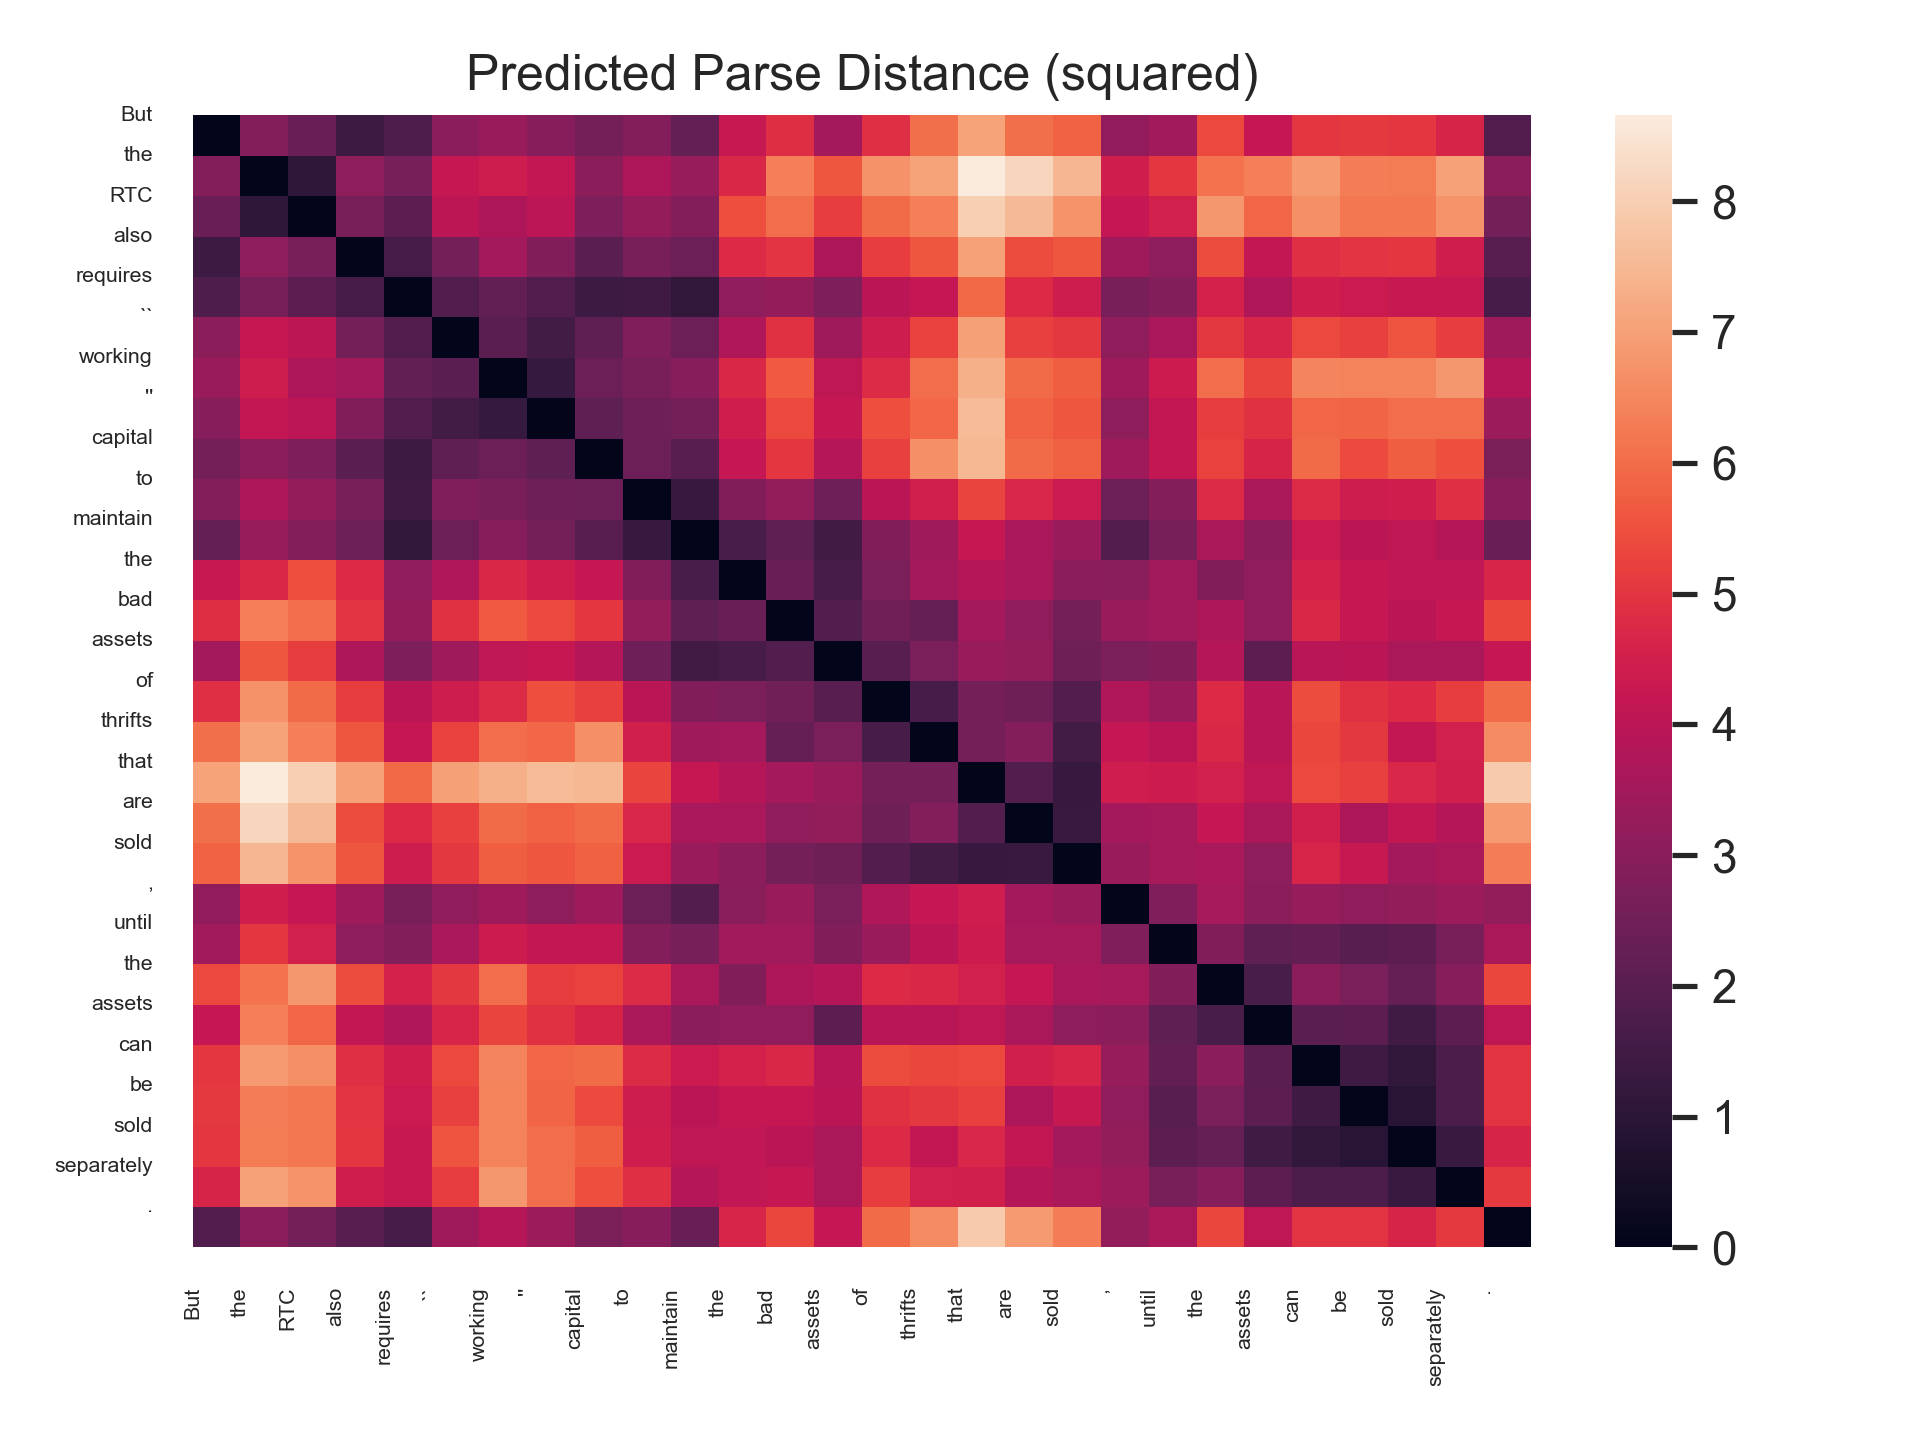 Predicted Parse Distance (squared)
But
the
RTC
also
requires
``
working
''
capital
to
maintain
the
bad
assets
of
thrifts
that
are
sold
,
until
the
assets
can
be
sold
separately
.
8
7
6
5
4
3
2
1
0
But the RTC also requires `` working '' capital to maintain the bad assets of thrifts that are sold , until the assets can be sold separately .